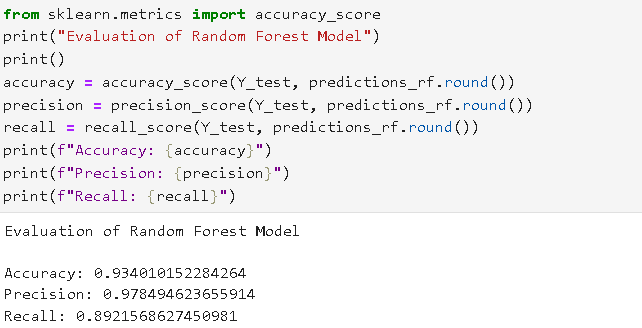 from sklearn.metrics import accuracy_score
print("Evaluation of Random Forest Model")
print()
accuracy = accuracy_score(Y_test, predictions_rf.round())
precision = precision_score(Y_test, predictions_rf.round())
recall = recall_score(Y_test, predictions_rf.round())
print(f"Accuracy: {accuracy}")
print(f"Precision: {precision}")
print(f"Recall: {recall}")
Evaluation of Random Forest Model
Accuracy: 0.934010152284264
Precision: 0.978494623655914
Recall: 0.8921568627450981